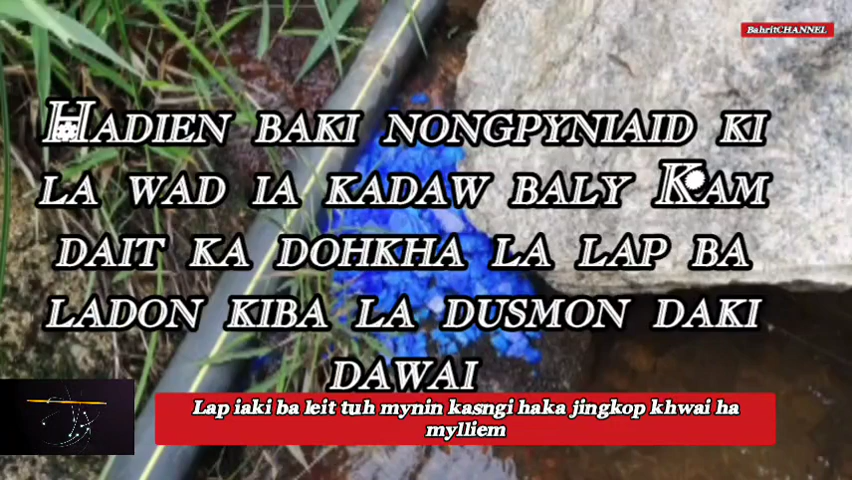 BahritCHANNEL
HADIEN BAKI NONGPYNIAID KI
LA WAD IA KADAW BALY KAM
DAIT KA DOHKHA LA LAP BA
LADON KIBA LA DUSMON DAKI
DAWAI
Lap iaki ba leit tuh mynin kasngi haka jingkop khwai ha
mylliem